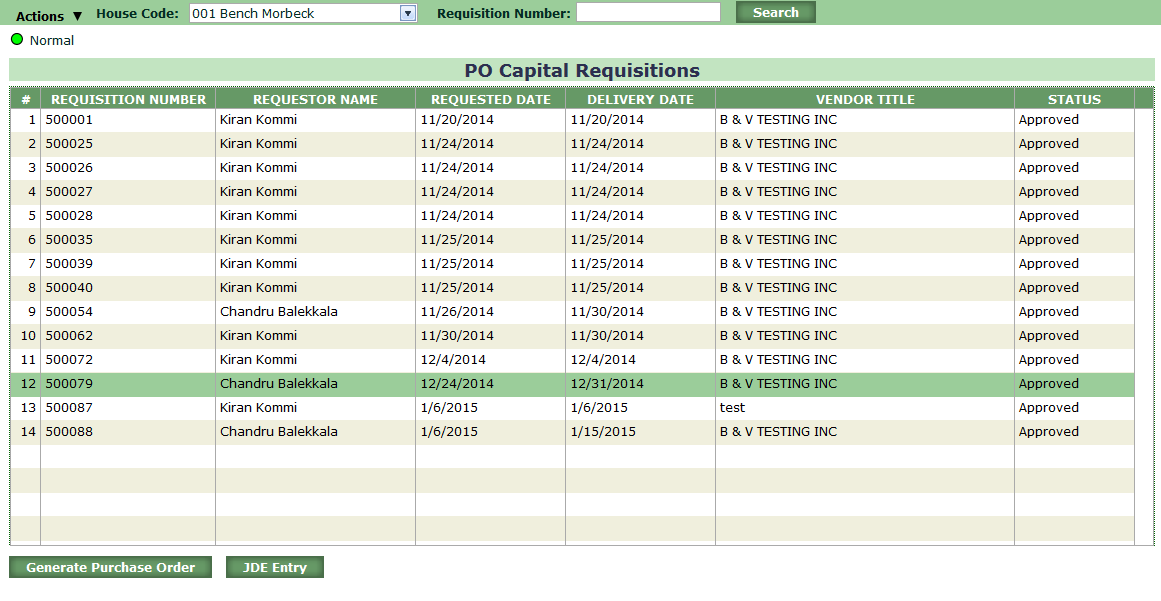 Actions ▼ House Code: 001 Bench Morbeck Requisition Number: Search
Normal
PO Capital Requisitions
# REQUISITION NUMBER REQUESTOR NAME REQUESTED DATE DELIVERY DATE VENDOR TITLE STATUS
1 500001 Kiran Kommi 11/20/2014 11/20/2014 B & V TESTING INC Approved
2 500025 Kiran Kommi 11/24/2014 11/24/2014 B & V TESTING INC Approved
3 500026 Kiran Kommi 11/24/2014 11/24/2014 B & V TESTING INC Approved
4 500027 Kiran Kommi 11/24/2014 11/24/2014 B & V TESTING INC Approved
5 500028 Kiran Kommi 11/24/2014 11/24/2014 B & V TESTING INC Approved
6 500035 Kiran Kommi 11/25/2014 11/25/2014 B & V TESTING INC Approved
7 500039 Kiran Kommi 11/25/2014 11/25/2014 B & V TESTING INC Approved
8 500040 Kiran Kommi 11/25/2014 11/25/2014 B & V TESTING INC Approved
9 500054 Chandru Balekkala 11/26/2014 11/30/2014 B & V TESTING INC Approved
10 500062 Kiran Kommi 11/30/2014 11/30/2014 B & V TESTING INC Approved
11 500072 Kiran Kommi 12/4/2014 12/4/2014 B & V TESTING INC Approved
12 500079 Chandru Balekkala 12/24/2014 12/31/2014 B & V TESTING INC Approved
13 500087 Kiran Kommi 1/6/2015 1/6/2015 test Approved
14 500088 Chandru Balekkala 1/6/2015 1/15/2015 B & V TESTING INC Approved
Generate Purchase Order JDE Entry